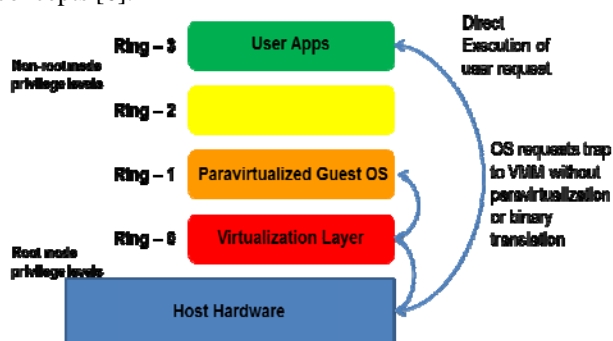 Ring – 3
User Apps
Direct
Execution of
user request
Non-rootmode
privilege levels
Ring – 2
Ring – 1
Paravirtualized Guest OS
OS requests trap
to VMM without
paravirtualization
or binary
translation
Ring – 0
Virtualization Layer
Root mode
privilege levels
Host Hardware